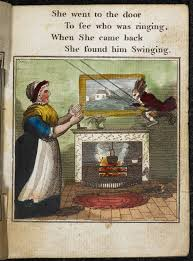 She went to the door
To see who was ringing,
When She came back
She found him Swinging.